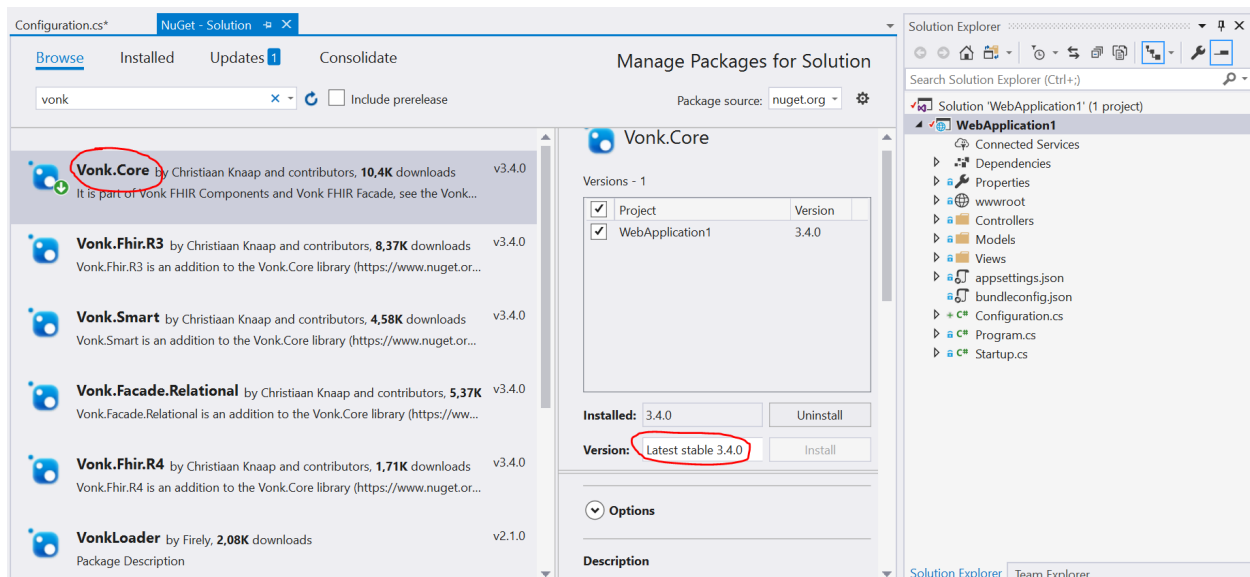 Configuration.cs*
NuGet - Solution
Browse
Installed
Updates 1
Consolidate
Manage Packages for Solution
vonk
Include prerelease
Package source: nuget.org
Vonk.Core by Christiaan Knaap and contributors, 10,4K downloads
v3.4.0
It is part of Vonk FHIR Components and Vonk FHIR Facade, see the Vonk...
Vonk.Fhir.R3 by Christiaan Knaap and contributors, 8,37K downloads
v3.4.0
Vonk.Fhir.R3 is an addition to the Vonk.Core library (https://www.nuget.or...
Vonk.Smart by Christiaan Knaap and contributors, 4,58K downloads
v3.4.0
Vonk.Smart is an addition to the Vonk.Core library (https://www.nuget.or...
Vonk.Facade.Relational by Christiaan Knaap and contributors, 5,37K
v3.4.0
Vonk.Facade.Relational is an addition to the Vonk.Core library (https://ww...
Vonk.Fhir.R4 by Christiaan Knaap and contributors, 1,71K downloads
v3.4.0
Vonk.Fhir.R4 is an addition to the Vonk.Core library (https://www.nuget.or...
VonkLoader by Firely, 2,08K downloads
v2.1.0
Package Description
Vonk.Core
Versions - 1
Project
Version
WebApplication1
3.4.0
Installed: 3.4.0
Uninstall
Version: Latest stable 3.4.0
Install
Options
Description
Solution Explorer
Search Solution Explorer (Ctrl+;)
Solution 'WebApplication1' (1 project)
WebApplication1
Connected Services
Dependencies
Properties
wwwroot
Controllers
Models
Views
appsettings.json
bundleconfig.json
C# Configuration.cs
C# Program.cs
C# Startup.cs
Solution Explorer
Team Explorer